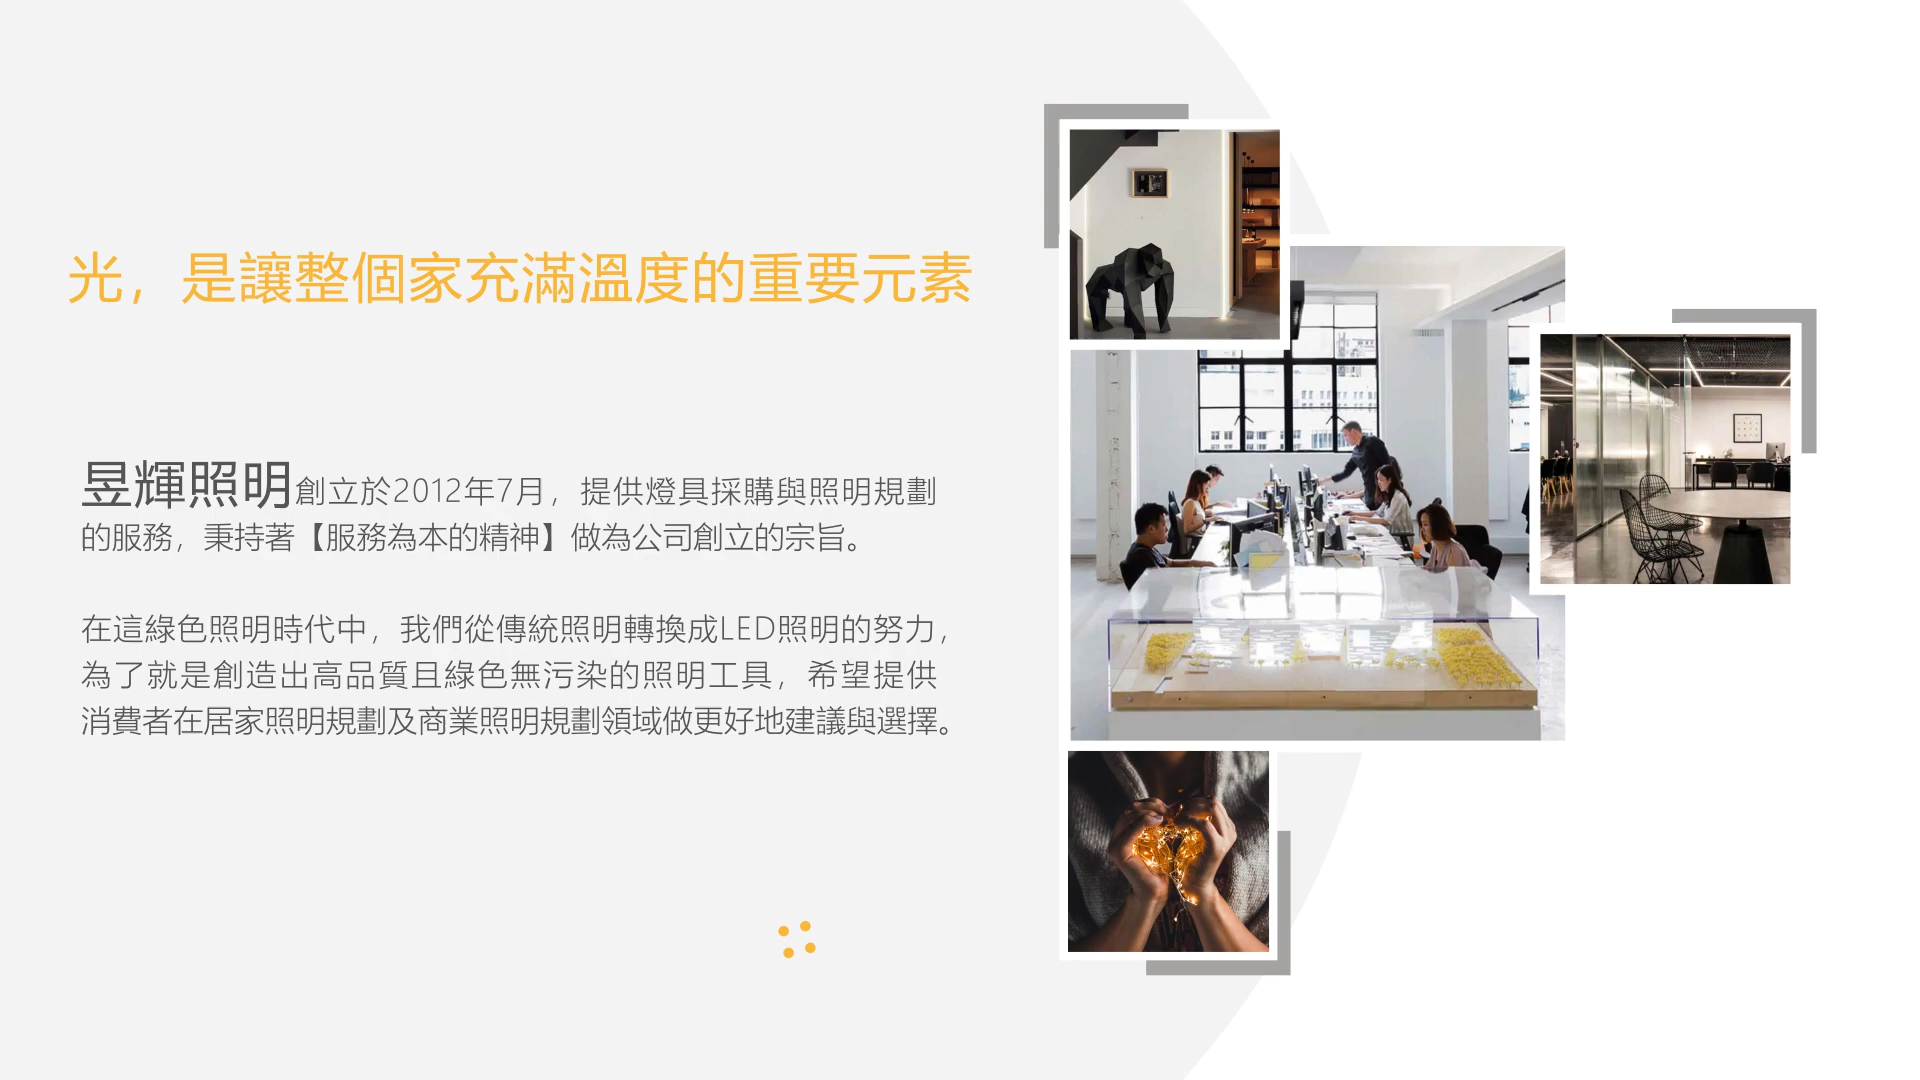 光，是讓整個家充滿溫度的重要元素
昱輝照明創立於2012年7月，提供燈具採購與照明規劃
的服務，秉持著【服務為本的精神】做為公司創立的宗旨。
在這綠色照明時代中，我們從傳統照明轉換成LED照明的努力，
為了就是創造出高品質且綠色無污染的照明工具，希望提供
消費者在居家照明規劃及商業照明規劃領域做更好地建議與選擇。